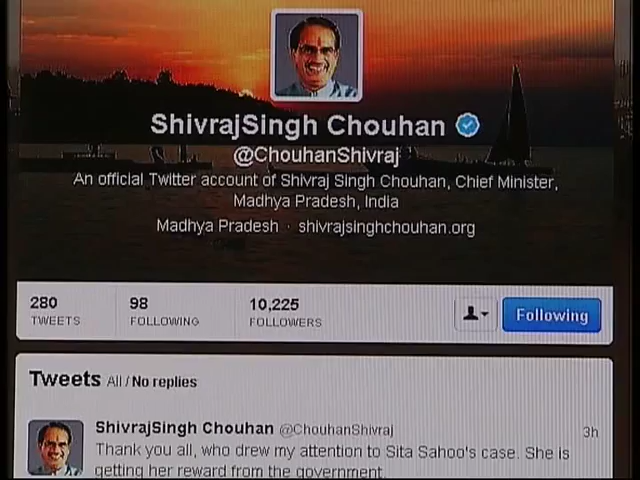 ShivrajSingh Chouhan
@ChouhanShivraj
An official Twitter account of Shivraj Singh Chouhan, Chief Minister,
Madhya Pradesh, India
Madhya Pradesh · shivrajsinghchouhan.org
280 98 10,225
TWEETS FOLLOWING FOLLOWERS
Following
Tweets All / No replies
ShivrajSingh Chouhan @ChouhanShivraj 3h
Thank you all, who drew my attention to Sita Sahoo's case. She is
getting her reward from the government.